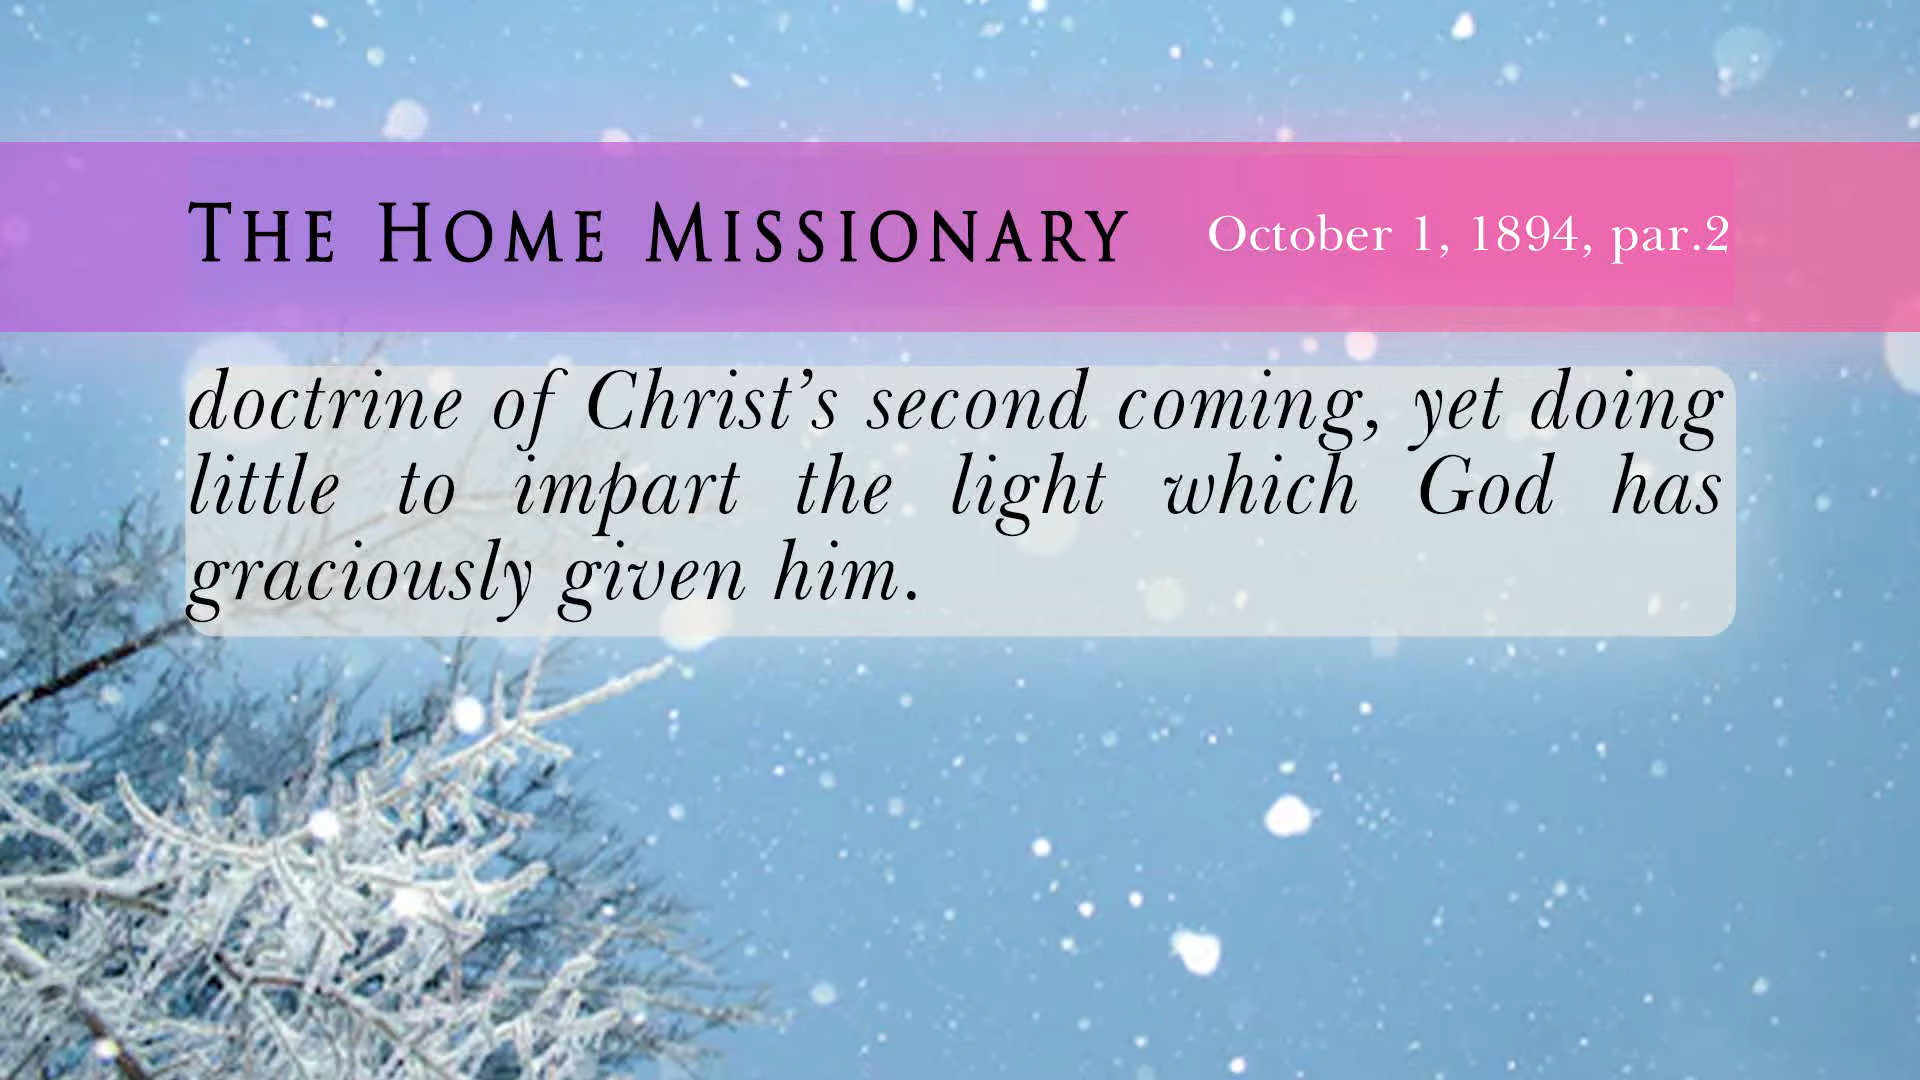 The Home Missionary October 1, 1894, par.2
doctrine of Christ’s second coming, yet doing
little to impart the light which God has
graciously given him.